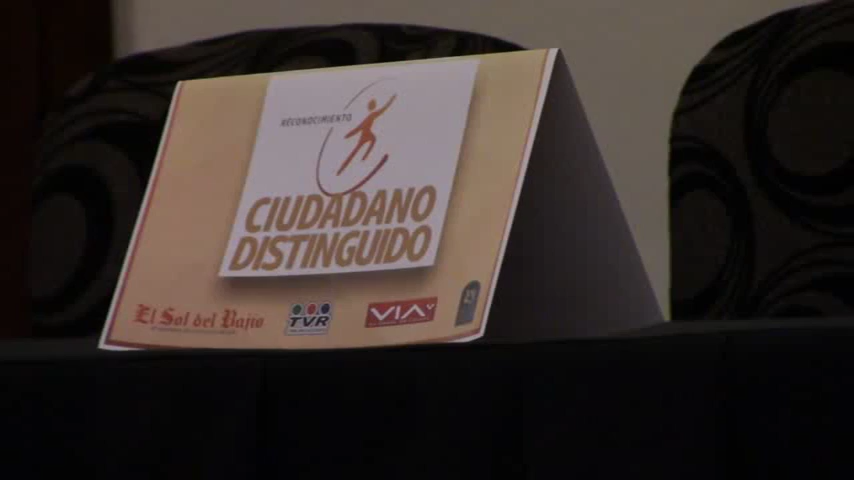 RECONOCIMIENTO
CIUDADANO
DISTINGUIDO
El Sol del Bajío
TVR
VIA